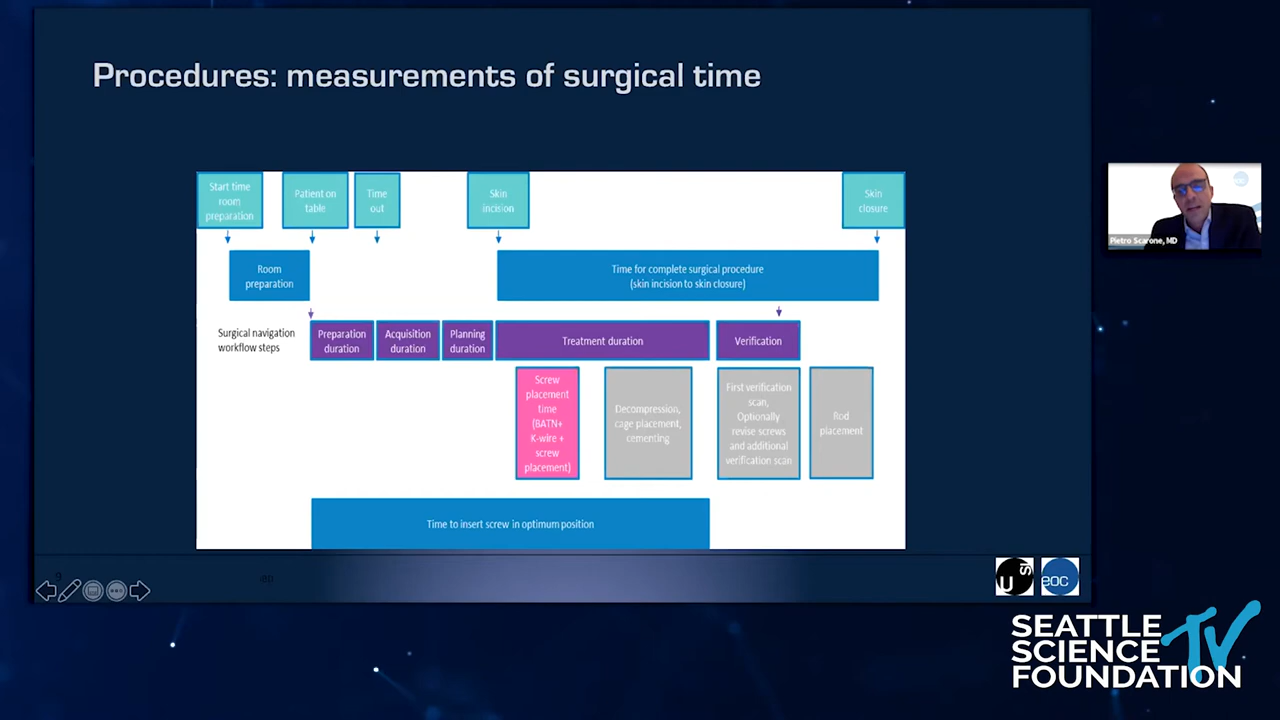 Procedures: measurements of surgical time
Start time
room
preparation
Patient on
table
Time
out
Skin
incision
Skin
closure
Room
preparation
Time for complete surgical procedure
(skin incision to skin closure)
Surgical navigation
workflow steps
Preparation
duration
Acquisition
duration
Planning
duration
Treatment duration
Verification
Screw
placement
time
(BATN+
K-wire +
screw
placement)
Decompression,
cage placement,
cementing
First verification
scan,
Optionally
revise screws
and additional
verification scan
Rod
placement
Time to insert screw in optimum position
Pietro Scarone, MD
9
USI
eoc
SEATTLE
SCIENCE
FOUNDATION
TV